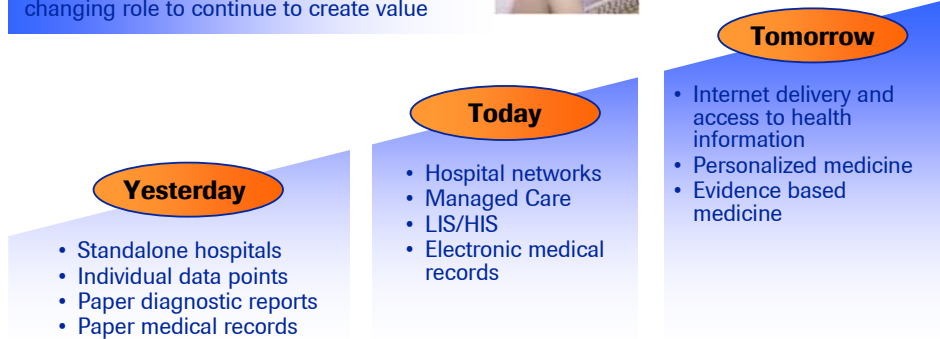 changing role to continue to create value
Yesterday
• Standalone hospitals
• Individual data points
• Paper diagnostic reports
• Paper medical records
Today
• Hospital networks
• Managed Care
• LIS/HIS
• Electronic medical
records
Tomorrow
• Internet delivery and
access to health
information
• Personalized medicine
• Evidence based
medicine